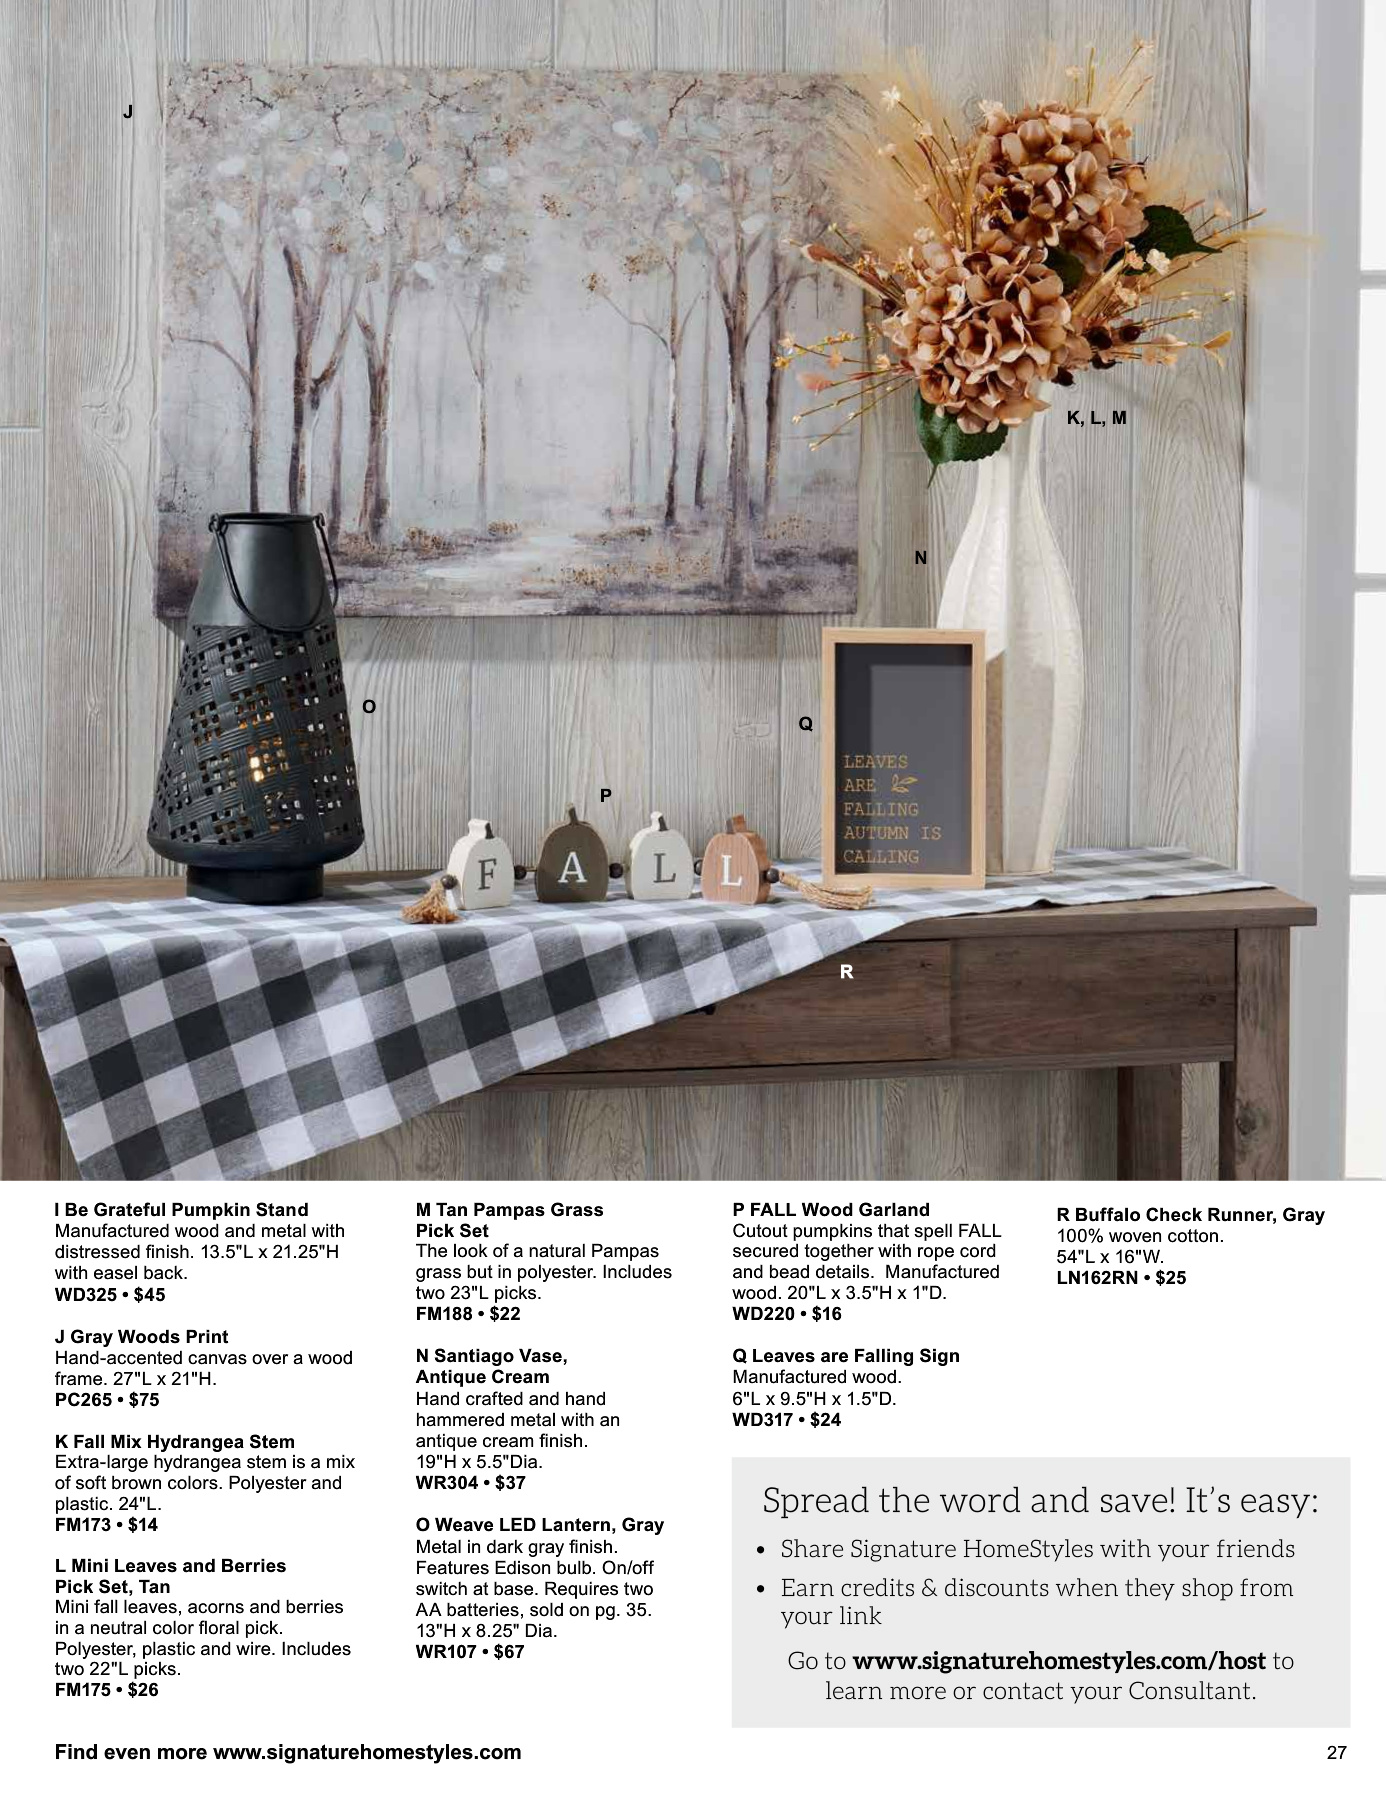 J
K, L, M
N
O
Q
LEAVES
ARE
FALLING
AUTUMN IS
CALLING
P
F A L L
R
I Be Grateful Pumpkin Stand
Manufactured wood and metal with
distressed finish. 13.5"L x 21.25"H
with easel back.
WD325 • $45
J Gray Woods Print
Hand-accented canvas over a wood
frame. 27"L x 21"H.
PC265 • $75
K Fall Mix Hydrangea Stem
Extra-large hydrangea stem is a mix
of soft brown colors. Polyester and
plastic. 24"L.
FM173 • $14
L Mini Leaves and Berries
Pick Set, Tan
Mini fall leaves, acorns and berries
in a neutral color floral pick.
Polyester, plastic and wire. Includes
two 22"L picks.
FM175 • $26
M Tan Pampas Grass
Pick Set
The look of a natural Pampas
grass but in polyester. Includes
two 23"L picks.
FM188 • $22
N Santiago Vase,
Antique Cream
Hand crafted and hand
hammered metal with an
antique cream finish.
19"H x 5.5"Dia.
WR304 • $37
O Weave LED Lantern, Gray
Metal in dark gray finish.
Features Edison bulb. On/off
switch at base. Requires two
AA batteries, sold on pg. 35.
13"H x 8.25" Dia.
WR107 • $67
P FALL Wood Garland
Cutout pumpkins that spell FALL
secured together with rope cord
and bead details.  Manufactured
wood. 20"L x 3.5"H x 1"D.
WD220 • $16
Q Leaves are Falling Sign
Manufactured wood.
6"L x 9.5"H x 1.5"D.
WD317 • $24
R Buffalo Check Runner, Gray
100% woven cotton.
54"L x 16"W.
LN162RN • $25
Spread the word and save! It's easy:
• Share Signature HomeStyles with your friends
• Earn credits & discounts when they shop from
your link
Go to www.signaturehomestyles.com/host to
learn more or contact your Consultant.
Find even more www.signaturehomestyles.com
27